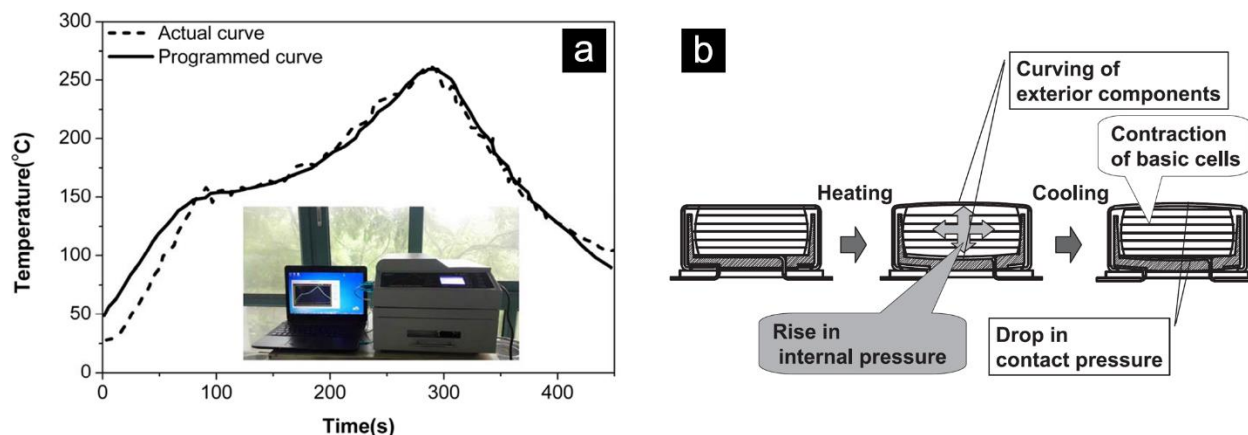 300
250
200
150
100
50
0
Temperature(°C)
Actual curve
Programmed curve
a
0
100
200
300
400
Time(s)
b
Curving of
exterior components
Contraction
of basic cells
Heating
Cooling
Rise in
internal pressure
Drop in
contact pressure